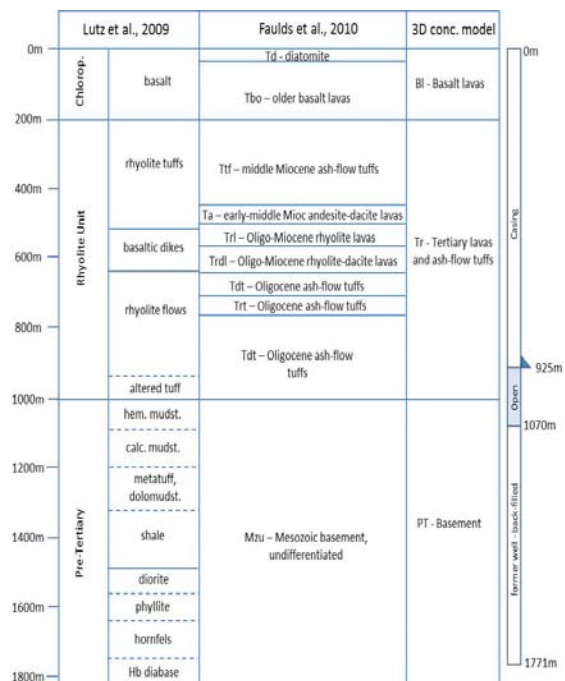 Lutz et al., 2009
Faulds et al., 2010
3D conc. model
0m
200m
400m
600m
800m
1000m
1200m
1400m
1600m
1800m
Chlorop.
Rhyolite Unit
Pre-Tertiary
basalt
rhyolite tuffs
basaltic dikes
rhyolite flows
altered tuff
hem. mudst.
calc. mudst.
metatuff,
dolomudst.
shale
diorite
phyllite
hornfels
Hb diabase
Td - diatomite
Tbo – older basalt lavas
Ttf – middle Miocene ash-flow tuffs
Ta – early-middle Mioc andesite-dacite lavas
Trl – Oligo-Miocene rhyolite lavas
Trdl – Oligo-Miocene rhyolite-dacite lavas
Tdt – Oligocene ash-flow tuffs
Trt – Oligocene ash-flow tuffs
Tdt – Oligocene ash-flow
tuffs
Mzu – Mesozoic basement,
undifferentiated
Bl - Basalt lavas
Tr - Tertiary lavas
and ash-flow tuffs
PT - Basement
0m
Casing
925m
Open
1070m
former well - back-filled
1771m